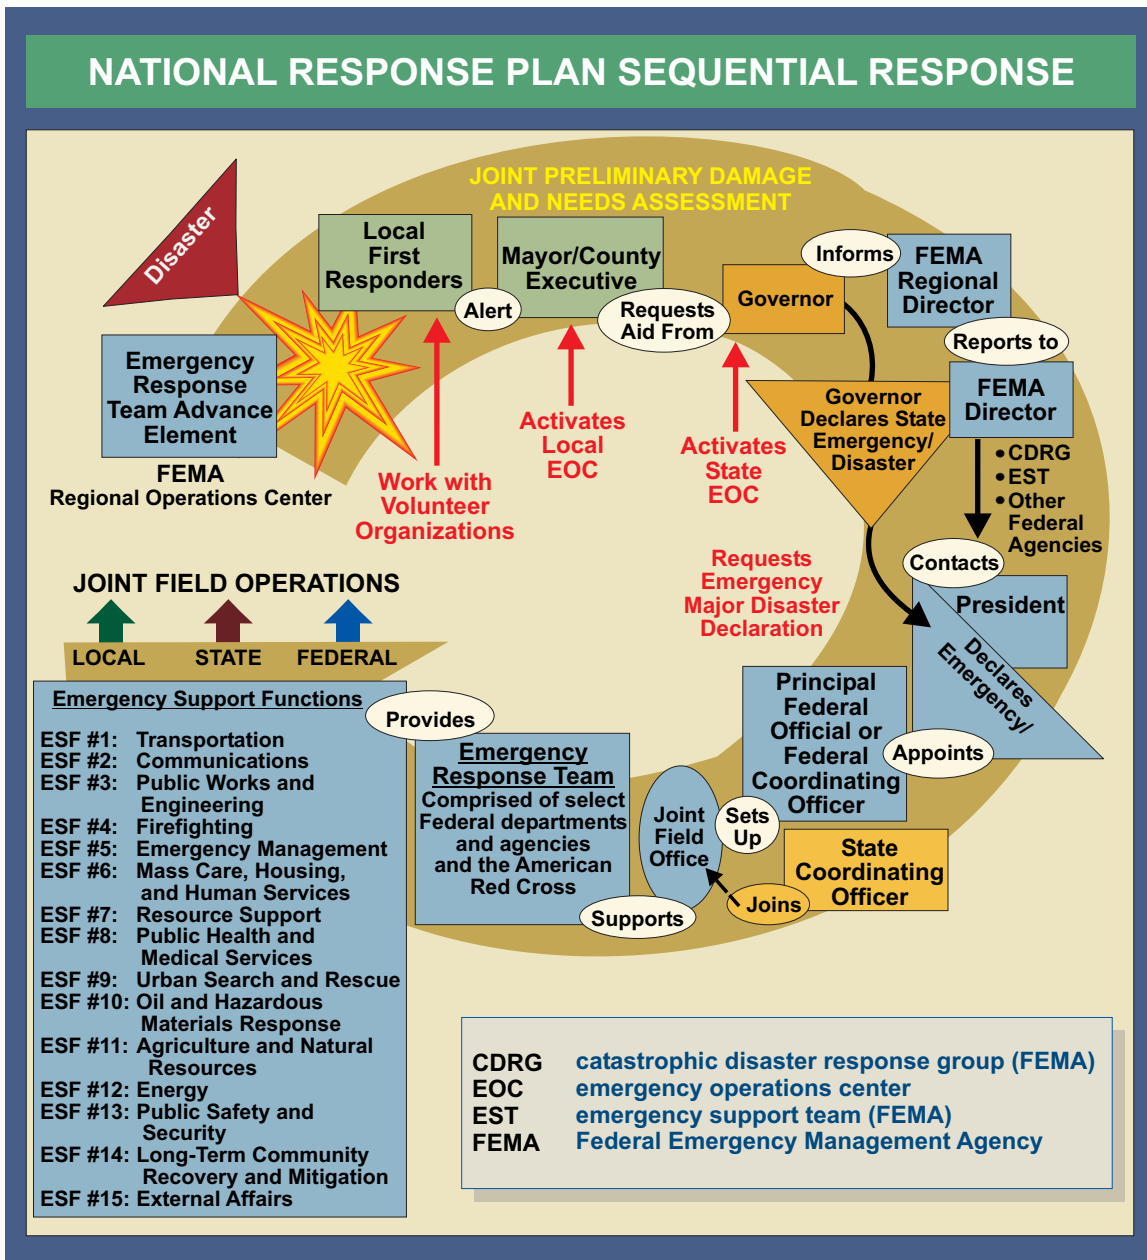 NATIONAL RESPONSE PLAN SEQUENTIAL RESPONSE
JOINT PRELIMINARY DAMAGE
AND NEEDS ASSESSMENT
Disaster
Local
First
Responders
Alert
Mayor/County
Executive
Requests
Aid From
Governor
Informs
FEMA
Regional
Director
Reports to
FEMA
Director
Emergency
Response
Team Advance
Element
FEMA
Regional Operations Center
Work with
Volunteer
Organizations
Activates
Local
EOC
Activates
State
EOC
Governor
Declares State
Emergency/
Disaster
• CDRG
• EST
• Other
Federal
Agencies
Contacts
President
Declares
Emergency/
Requests
Emergency
Major Disaster
Declaration
Principal
Federal
Official or
Federal
Coordinating
Officer
Appoints
Sets
Up
State
Coordinating
Officer
Joins
Joint
Field
Office
Supports
Emergency
Response Team
Comprised of select
Federal departments
and agencies
and the American
Red Cross
Provides
JOINT FIELD OPERATIONS
LOCAL STATE FEDERAL
Emergency Support Functions
ESF #1: Transportation
ESF #2: Communications
ESF #3: Public Works and
Engineering
ESF #4: Firefighting
ESF #5: Emergency Management
ESF #6: Mass Care, Housing,
and Human Services
ESF #7: Resource Support
ESF #8: Public Health and
Medical Services
ESF #9: Urban Search and Rescue
ESF #10: Oil and Hazardous
Materials Response
ESF #11: Agriculture and Natural
Resources
ESF #12: Energy
ESF #13: Public Safety and
Security
ESF #14: Long-Term Community
Recovery and Mitigation
ESF #15: External Affairs
CDRG catastrophic disaster response group (FEMA)
EOC emergency operations center
EST emergency support team (FEMA)
FEMA Federal Emergency Management Agency